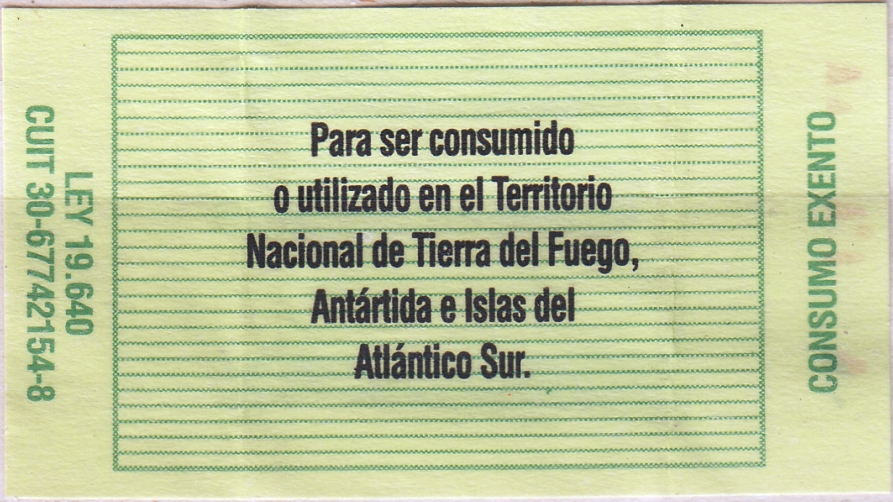 CUIT 30-67742154-8
LEY 19.640
Para ser consumido
o utilizado en el Territorio
Nacional de Tierra del Fuego,
Antártida e Islas del
Atlántico Sur.
CONSUMO EXENTO